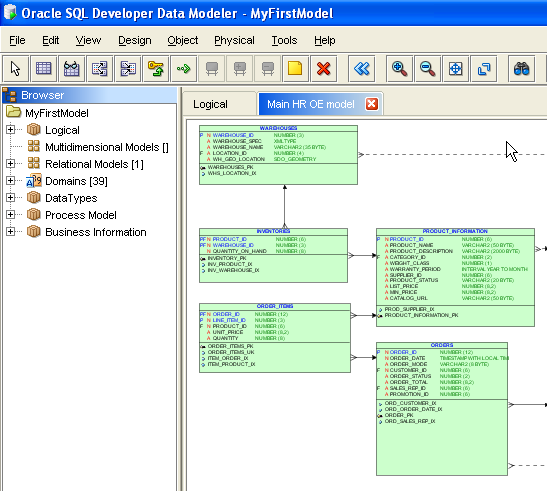 Oracle SQL Developer Data Modeler - MyFirstModel
File Edit View Design Object Physical Tools Help
Browser
MyFirstModel
Logical
Multidimensional Models []
Relational Models [1]
Domains [39]
DataTypes
Process Model
Business Information
Logical
Main HR OE model
WAREHOUSES
P N WAREHOUSE_ID NUMBER (3)
A WAREHOUSE_SPEC XMLTYPE
A WAREHOUSE_NAME VARCHAR2 (35 BYTE)
F A LOCATION_ID NUMBER (4)
A WH_GEO_LOCATION SDO_GEOMETRY
WAREHOUSES_PK
WHS_LOCATION_IX
INVENTORIES
PF N PRODUCT_ID NUMBER (6)
PF N WAREHOUSE_ID NUMBER (3)
N QUANTITY_ON_HAND NUMBER (8)
INVENTORY_PK
INV_PRODUCT_IX
INV_WAREHOUSE_IX
PRODUCT_INFORMATION
P N PRODUCT_ID NUMBER (6)
A PRODUCT_NAME VARCHAR2 (50 BYTE)
A PRODUCT_DESCRIPTION VARCHAR2 (2000 BYTE)
F A CATEGORY_ID NUMBER (2)
A WEIGHT_CLASS NUMBER (1)
A WARRANTY_PERIOD INTERVAL YEAR TO MONTH
A SUPPLIER_ID NUMBER (6)
A PRODUCT_STATUS VARCHAR2 (20 BYTE)
A LIST_PRICE NUMBER (8,2)
A MIN_PRICE NUMBER (8,2)
A CATALOG_URL VARCHAR2 (50 BYTE)
PROD_SUPPLIER_IX
PRODUCT_INFORMATION_PK
ORDER_ITEMS
PF N ORDER_ID NUMBER (12)
P N LINE_ITEM_ID NUMBER (3)
F N PRODUCT_ID NUMBER (6)
A UNIT_PRICE NUMBER (8,2)
A QUANTITY NUMBER (8)
ORDER_ITEMS_PK
ORDER_ITEMS_UK
ITEM_ORDER_IX
ITEM_PRODUCT_IX
ORDERS
P N ORDER_ID NUMBER (12)
N ORDER_DATE TIMESTAMP WITH LOCAL TIM
A ORDER_MODE VARCHAR2 (8 BYTE)
F N CUSTOMER_ID NUMBER (6)
A ORDER_STATUS NUMBER (2)
A ORDER_TOTAL NUMBER (8,2)
F A SALES_REP_ID NUMBER (6)
A PROMOTION_ID NUMBER (6)
ORD_CUSTOMER_IX
ORD_ORDER_DATE_IX
ORDER_PK
ORD_SALES_REP_IX